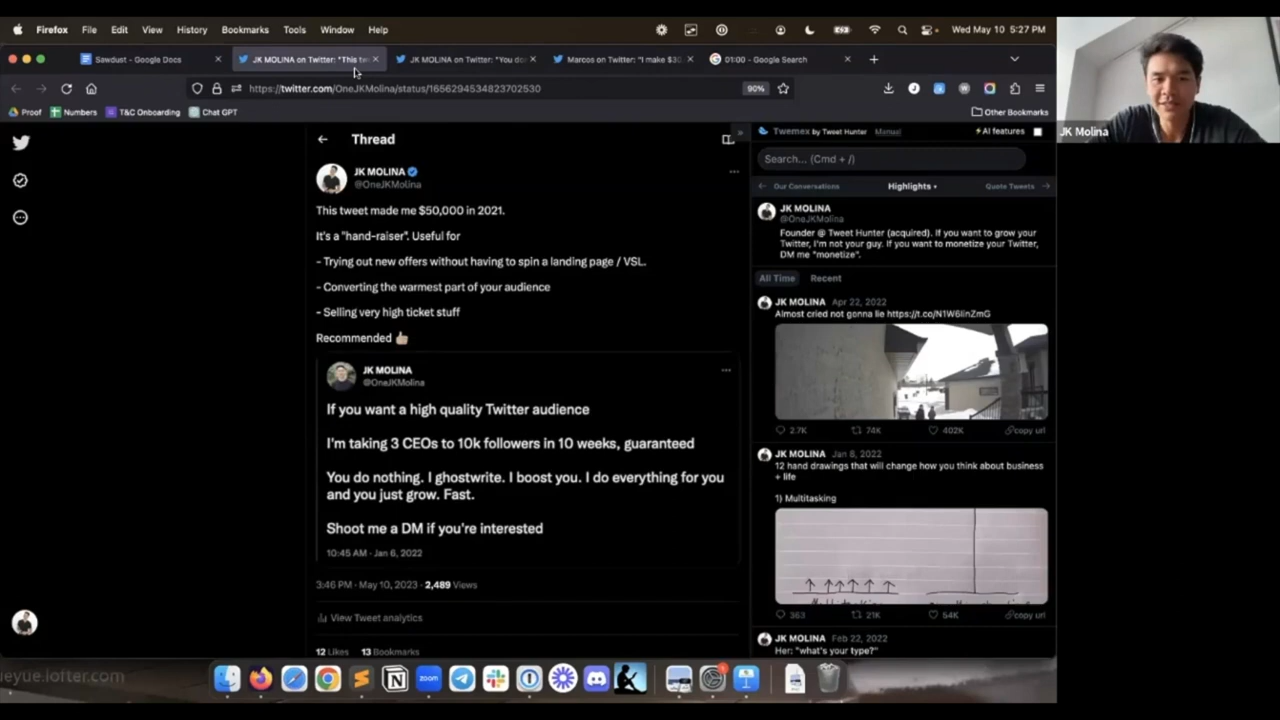 Firefox File Edit View History Bookmarks Tools Window Help
Wed May 10 5:27 PM
Sawdust - Google Docs
JK MOLINA on Twitter: "This tw
JK MOLINA on Twitter: "You do
Marcos on Twitter: "I make $30
01:00 - Google Search
https://twitter.com/OneJKMolina/status/1656294534823702530
90%
Proof Numbers T&C Onboarding Chat GPT
Other Bookmarks
JK Molina
Thread
JK MOLINA
@OneJKMolina
This tweet made me $50,000 in 2021.
It's a "hand-raiser". Useful for
- Trying out new offers without having to spin a landing page / VSL.
- Converting the warmest part of your audience
- Selling very high ticket stuff
Recommended 👍🏼
JK MOLINA
@OneJKMolina
If you want a high quality Twitter audience
I'm taking 3 CEOs to 10k followers in 10 weeks, guaranteed
You do nothing. I ghostwrite. I boost you. I do everything for you
and you just grow. Fast.
Shoot me a DM if you're interested
10:45 AM - Jan 6, 2022
3:46 PM · May 10, 2023 · 2,489 Views
View Tweet analytics
12 Likes 13 Bookmarks
Twemex by Tweet Hunter Manual
AI features
Search... (Cmd + /)
Our Conversations Highlights Quote Tweets
JK MOLINA
@OneJKMolina
Founder @ Tweet Hunter (acquired). If you want to grow your
Twitter, I'm not your guy. If you want to monetize your Twitter,
DM me "monetize".
All Time Recent
JK MOLINA Apr 22, 2022
Almost cried not gonna lie https://t.co/N1W6linZmG
2.7K 74K 402K copy url
JK MOLINA Jan 6, 2022
12 hand drawings that will change how you think about business
+ life
1) Multitasking
363 21K 54K copy url
JK MOLINA Feb 22, 2022
Her: "what's your type?"
ueyue.lofter.com